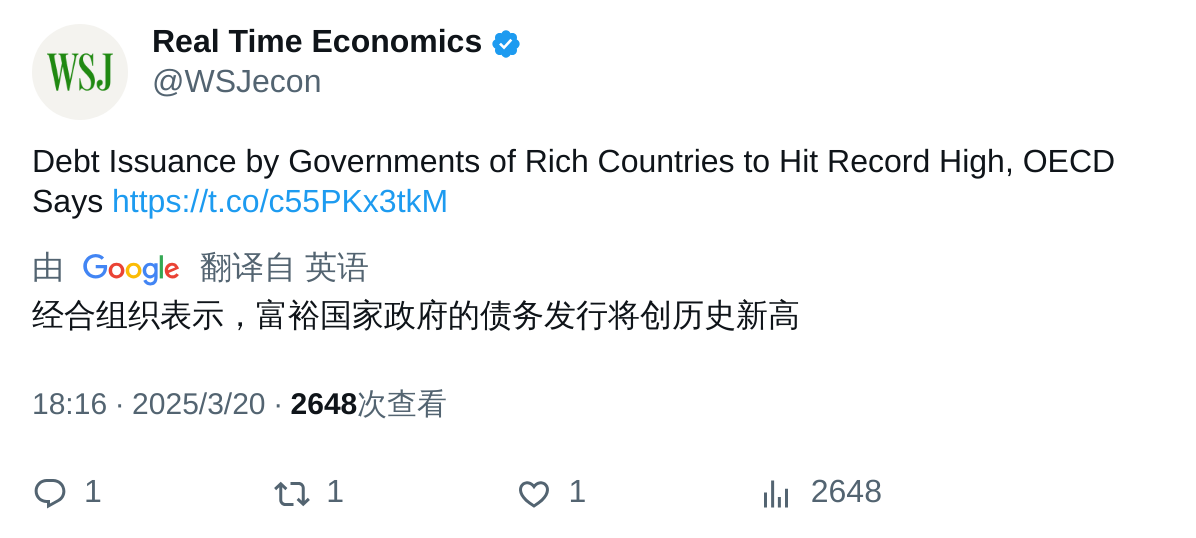 WSJ
Real Time Economics
@WSJecon
Debt Issuance by Governments of Rich Countries to Hit Record High, OECD
Says https://t.co/c55PKx3tkM
由 Google 翻译自 英语
经合组织表示，富裕国家政府的债务发行将创历史新高
18:16 · 2025/3/20 · 2648次查看
1 1 1 2648